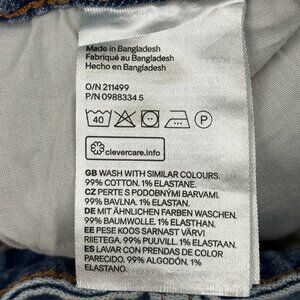 Made in Bangladesh
Fabriqué au Bangladesh
Hecho en Bangladesh
O/N 211499
P/N 0988334 5
40 P
clevercare.info
GB WASH WITH SIMILAR COLOURS.
99% COTTON. 1% ELASTANE.
CZ PERTE S PODOBNÝMI BARVAMI.
99% BAVLNA. 1% ELASTAN.
DE MIT ÄHNLICHEN FARBEN WASCHEN.
99% BAUMWOLLE. 1% ELASTHAN.
EE PESE KOOS SARNAST VÄRVI
RIIETEGA. 99% PUUVILL. 1% ELASTAAN.
ES LAVAR CON PRENDAS DE COLOR
PARECIDO. 99% ALGODÓN. 1%
ELASTANO.